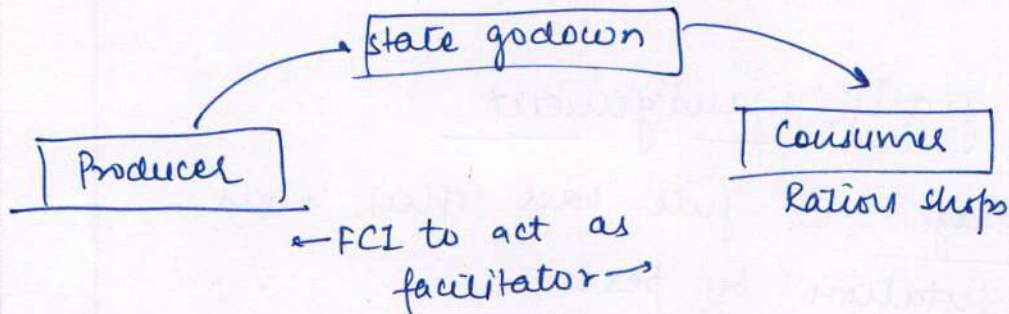 state godown
Producer
Consumer
Ration shops
←FCI to act as
facilitator→